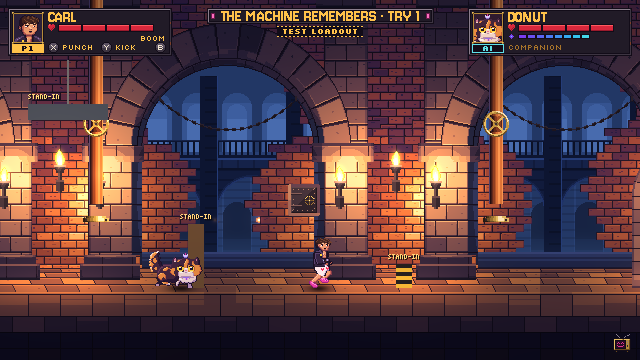 CARL
P1
X PUNCH Y KICK
BOOM
B
THE MACHINE REMEMBERS · TRY 1
TEST LOADOUT
DONUT
AI
COMPANION
STAND-IN
STAND-IN
STAND-IN